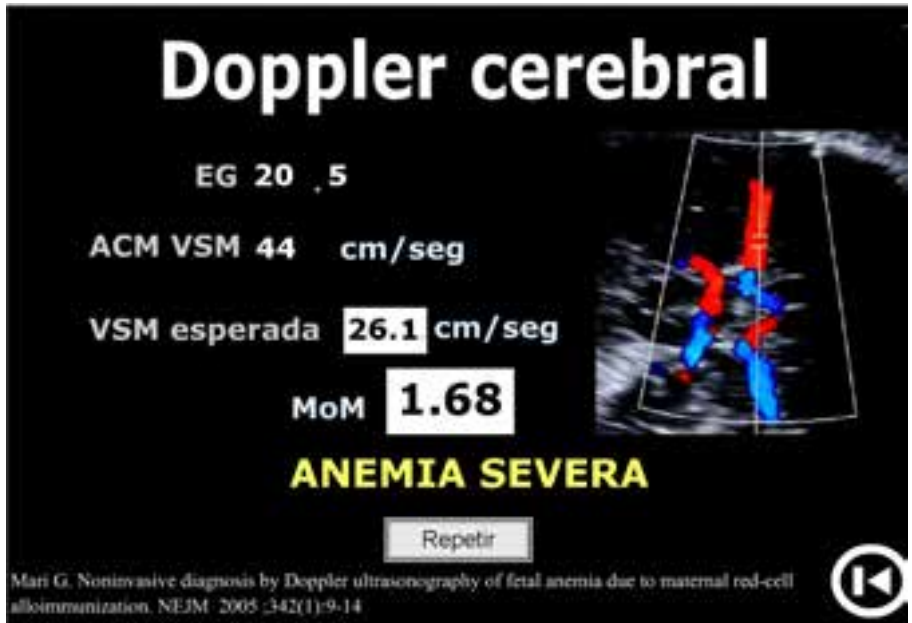 Doppler cerebral
EG 20 . 5
ACM VSM 44 cm/seg
VSM esperada 26.1 cm/seg
MoM 1.68
ANEMIA SEVERA
Repetir
Mari G. Noninvasive diagnosis by Doppler ultrasonography of fetal anemia due to maternal red-cell
alloimmunization. NEJM 2005 ;342(1):9-14